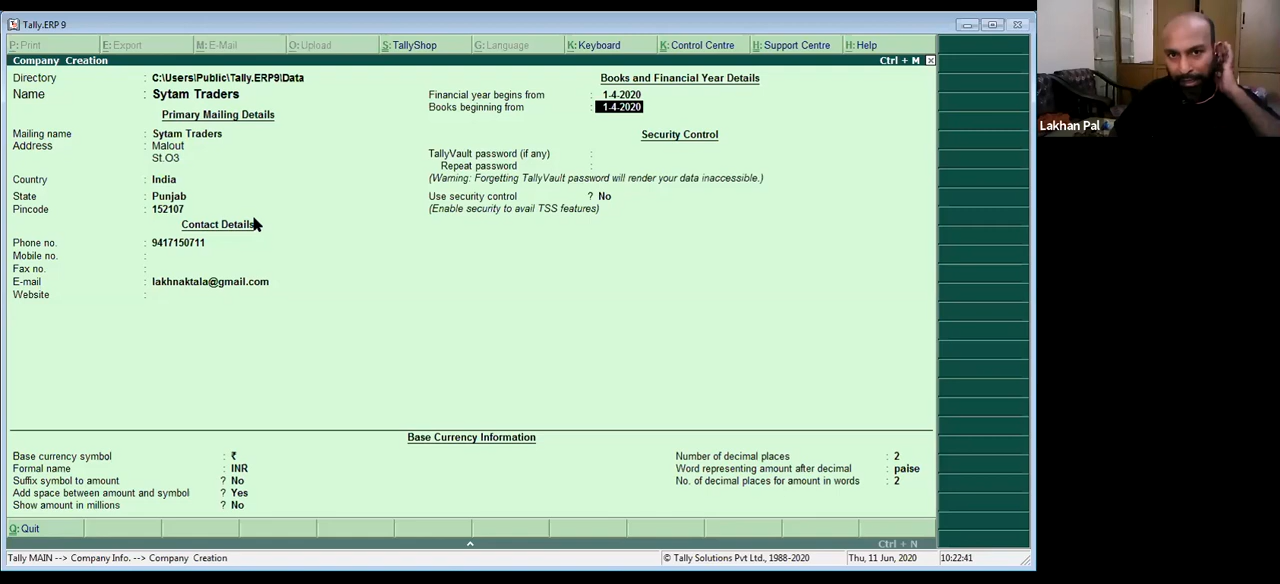 Tally.ERP 9
P: Print E: Export M: E-Mail O: Upload S: TallyShop G: Language K: Keyboard K: Control Centre H: Support Centre H: Help
Company Creation Ctrl + M
Directory : C:\Users\Public\Tally.ERP9\Data
Name : Sytam Traders
Primary Mailing Details
Mailing name : Sytam Traders
Address : Malout
St.O3
Country : India
State : Punjab
Pincode : 152107
Contact Details
Phone no. : 9417150711
Mobile no. :
Fax no. :
E-mail : lakhnaktala@gmail.com
Website :
Books and Financial Year Details
Financial year begins from : 1-4-2020
Books beginning from : 1-4-2020
Security Control
TallyVault password (if any) :
Repeat password :
(Warning: Forgetting TallyVault password will render your data inaccessible.)
Use security control ? No
(Enable security to avail TSS features)
Lakhan Pal
Base Currency Information
Base currency symbol : ₹
Formal name : INR
Suffix symbol to amount ? No
Add space between amount and symbol ? Yes
Show amount in millions ? No
Number of decimal places : 2
Word representing amount after decimal : paise
No. of decimal places for amount in words : 2
Q: Quit
Ctrl + N
Tally MAIN --> Company Info. --> Company Creation © Tally Solutions Pvt Ltd., 1988-2020 Thu, 11 Jun, 2020 10:22:41